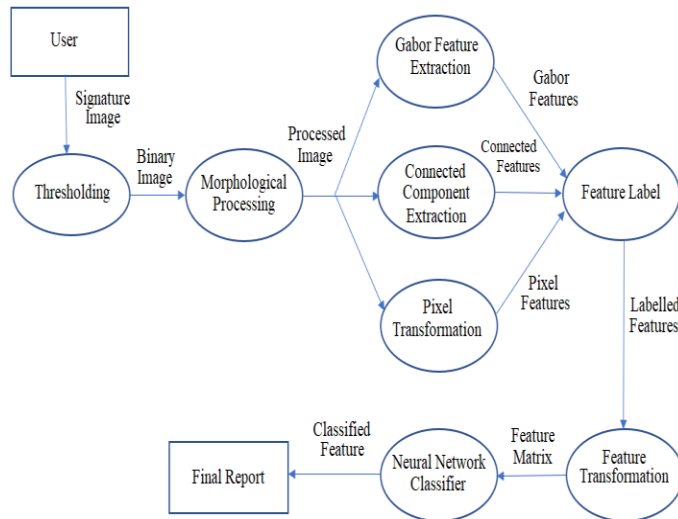 User
Signature
Image
Thresholding
Binary
Image
Morphological
Processing
Processed
Image
Gabor Feature
Extraction
Connected
Component
Extraction
Pixel
Transformation
Gabor
Features
Connected
Features
Pixel
Features
Feature Label
Labelled
Features
Feature
Transformation
Feature
Matrix
Neural Network
Classifier
Classified
Feature
Final Report